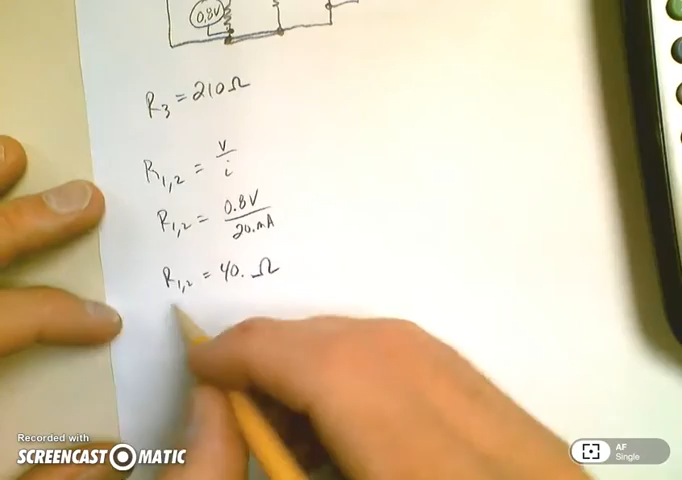 0.8V
R3 = 210 Ω
R1,2 = v/i
R1,2 = 0.8V/20.mA
R1,2 = 40. Ω
Recorded with
SCREENCAST-O-MATIC
AF
Single